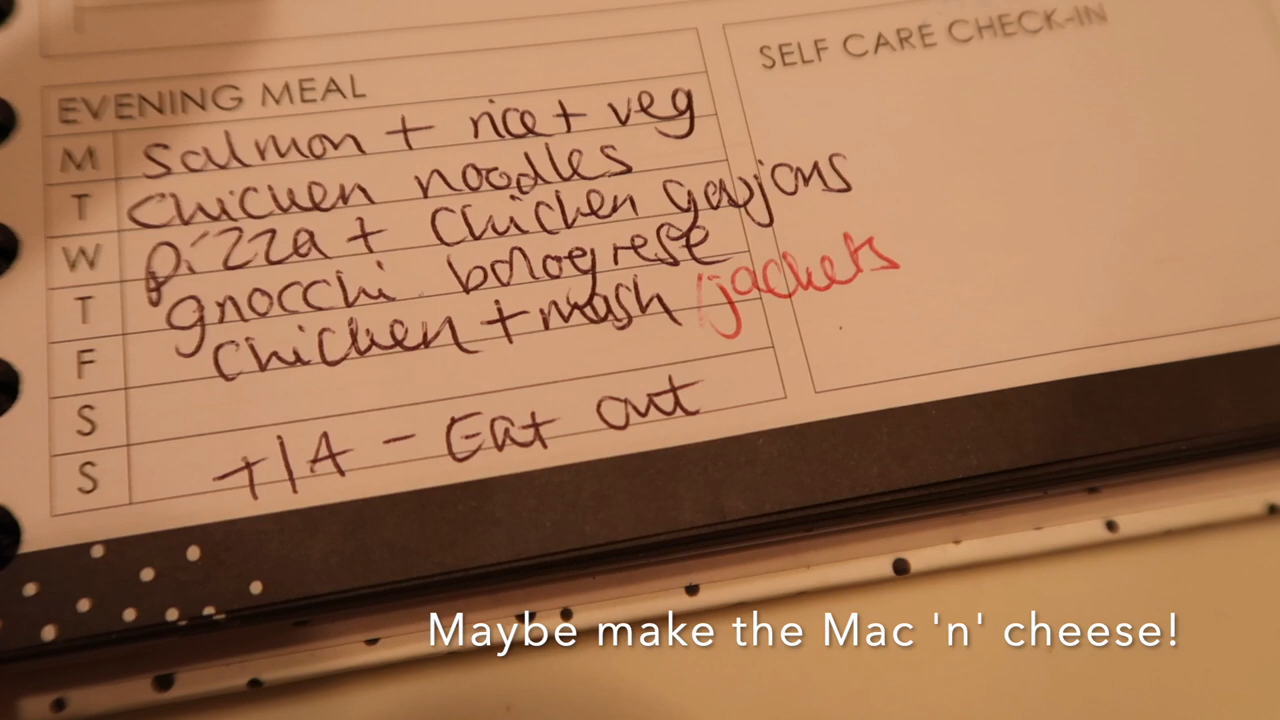 EVENING MEAL
SELF CARE CHECK-IN
M Salmon + rice + veg
T Chicken noodles
W pizza + chicken goujons
T gnocchi bolognese
F chicken + mash /jackets
S
S T/A - Eat out
Maybe make the Mac 'n' cheese!